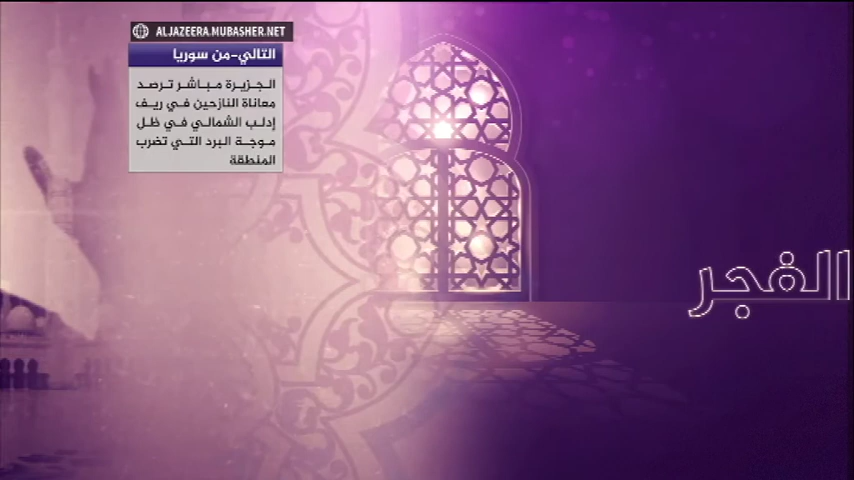 ALJAZEERA.MUBASHER.NET
التالي-من سوريا
الجزيرة مباشر ترصد
معاناة النازحين في ريف
إدلب الشمالي في ظل
موجة البرد التي تضرب
المنطقة
الفجر